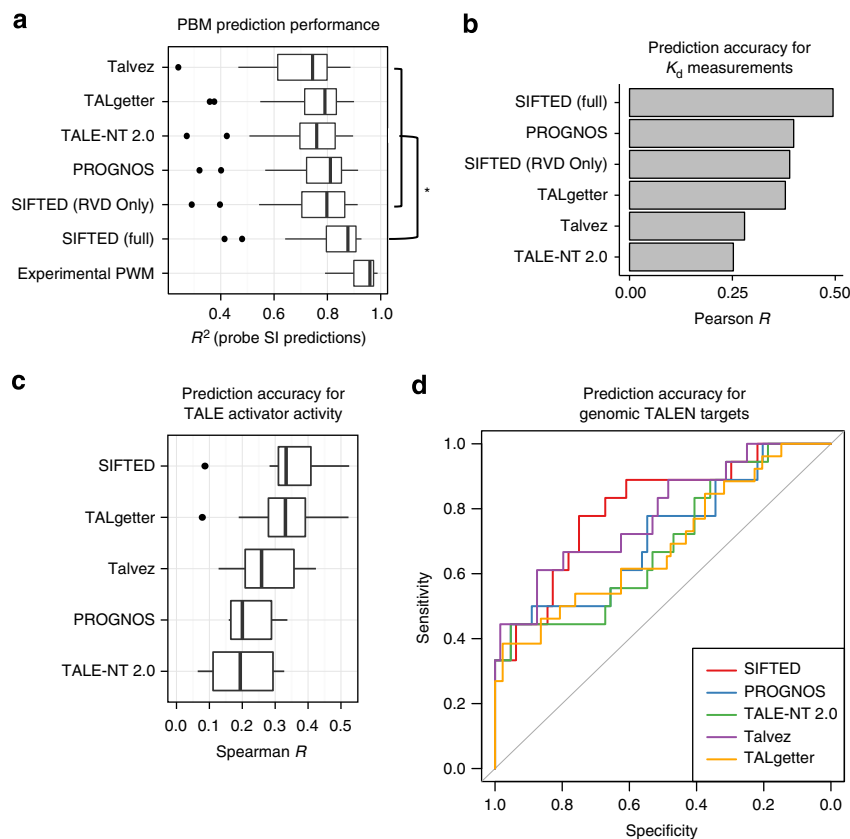 a
PBM prediction performance
Talvez
TALgetter
TALE-NT 2.0
PROGNOS
SIFTED (RVD Only)
SIFTED (full)
Experimental PWM
*
0.4 0.6 0.8 1.0
R² (probe SI predictions)
b
Prediction accuracy for
Kd measurements
SIFTED (full)
PROGNOS
SIFTED (RVD Only)
TALgetter
Talvez
TALE-NT 2.0
0.00 0.25 0.50
Pearson R
c
Prediction accuracy for
TALE activator activity
SIFTED
TALgetter
Talvez
PROGNOS
TALE-NT 2.0
0.0 0.1 0.2 0.3 0.4 0.5
Spearman R
d
Prediction accuracy for
genomic TALEN targets
1.0
0.8
0.6
0.4
0.2
0.0
Sensitivity
SIFTED
PROGNOS
TALE-NT 2.0
Talvez
TALgetter
1.0 0.8 0.6 0.4 0.2 0.0
Specificity